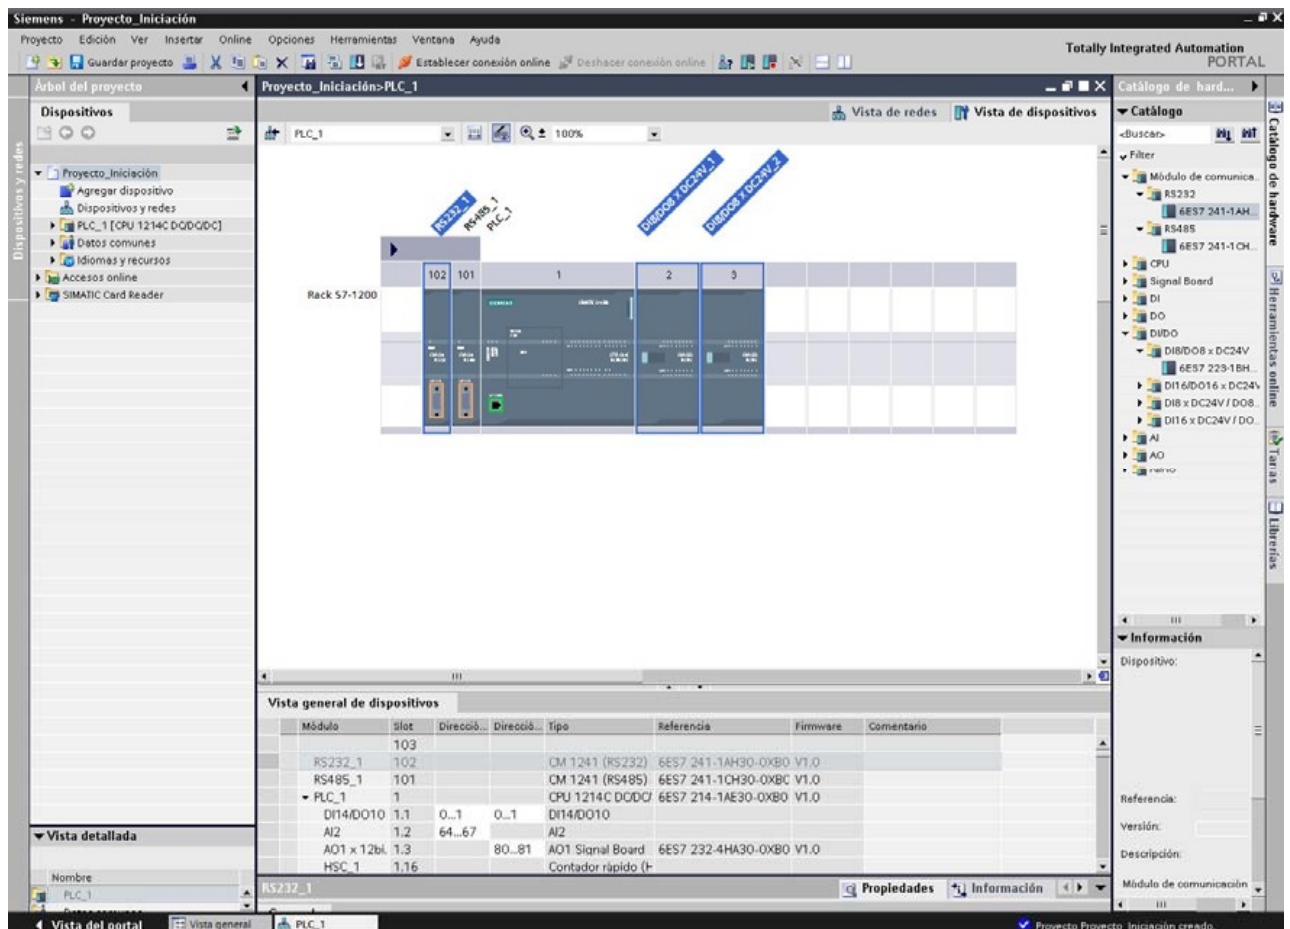 Siemens - Proyecto_Iniciación
Proyecto Edición Ver Insertar Online Opciones Herramientas Ventana Ayuda
Totally Integrated Automation
PORTAL
Guardar proyecto
Establecer conexión online
Deshacer conexión online
Árbol del proyecto
Dispositivos
Dispositivos y redes
Proyecto_Iniciación
Agregar dispositivo
Dispositivos y redes
PLC_1 [CPU 1214C DC/DC/DC]
Datos comunes
Idiomas y recursos
Accesos online
SIMATIC Card Reader
Vista detallada
Nombre
PLC_1
Proyecto_Iniciación>PLC_1
Vista de redes
Vista de dispositivos
PLC_1
100%
RS232_1
RS485_1
PLC_1
DI8/DO8 x DC24V_1
DI8/DO8 x DC24V_2
102 101 1 2 3
Rack S7-1200
SIEMENS
Vista general de dispositivos
Módulo Slot Direcció... Direcció... Tipo Referencia Firmware Comentario
103
RS232_1 102 CM 1241 (RS232) 6ES7 241-1AH30-0XB0 V1.0
RS485_1 101 CM 1241 (RS485) 6ES7 241-1CH30-0XBC V1.0
PLC_1 1 CPU 1214C DC/DC/ 6ES7 214-1AE30-0XB0 V1.0
DI14/DO10 1.1 0...1 0...1 DI14/DO10
AI2 1.2 64...67 AI2
AO1 x 12bi. 1.3 80...81 AO1 Signal Board 6ES7 232-4HA30-0XB0 V1.0
HSC_1 1.16 Contador rápido (H
RS232_1
Propiedades
Información
Catálogo de hard...
Catálogo
<Buscar>
Filter
Módulo de comunica..
RS232
6ES7 241-1AH...
RS485
6ES7 241-1CH...
CPU
Signal Board
DI
DO
DI/DO
DI8/DO8 x DC24V
6ES7 223-1BH...
DI16/DO16 x DC24V
DI8 x DC24V / DO8..
DI16 x DC24V / DO...
AI
AO
Información
Dispositivo:
Referencia:
Versión:
Descripción:
Módulo de comunicación
Catálogo de hardware
Herramientas online
Tareas
Librerías
Vista del portal
Vista general
PLC_1
Proyecto Proyecto_Iniciación creado.